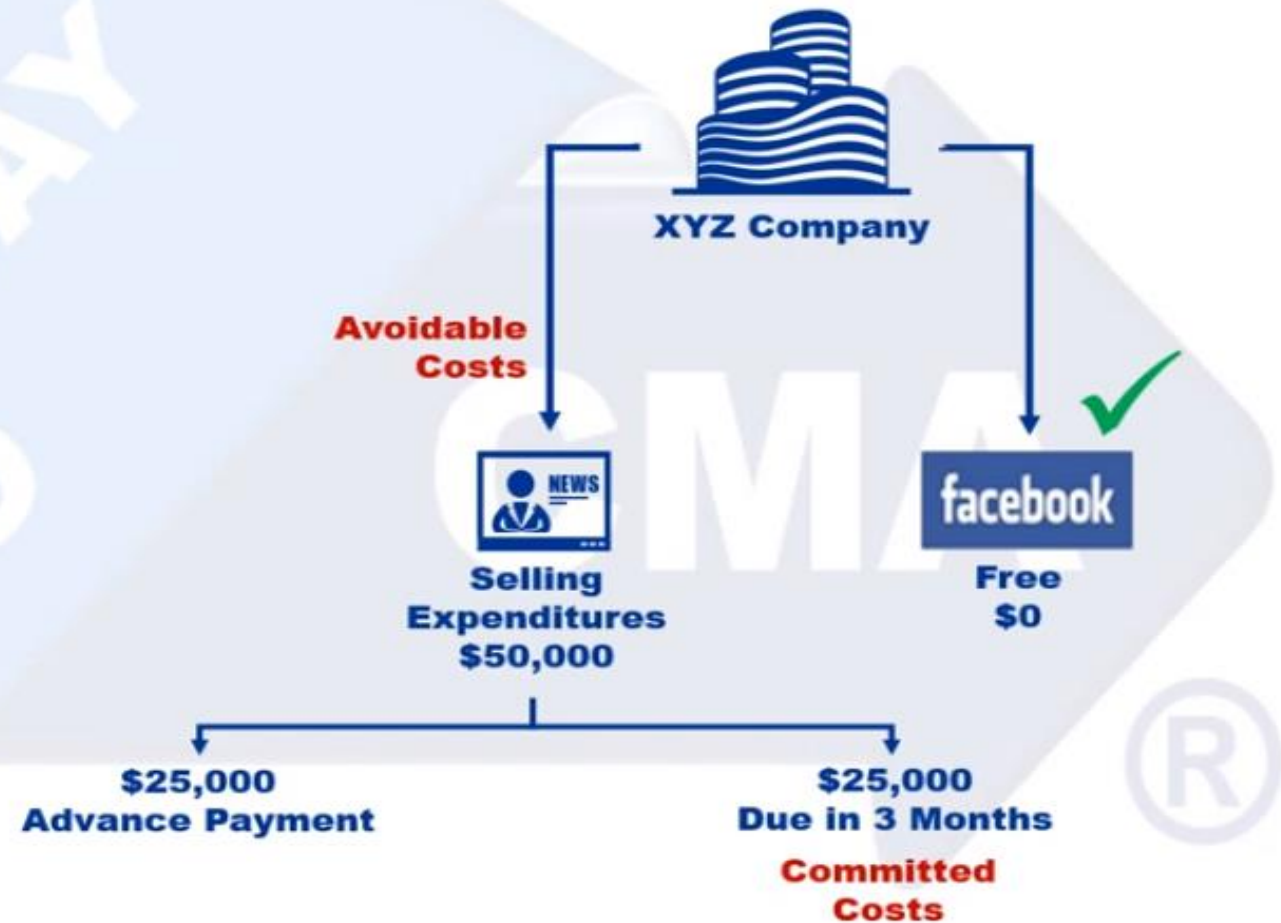 XYZ Company
Avoidable
Costs
NEWS
facebook
Selling
Expenditures
$50,000
Free
$0
$25,000
Advance Payment
$25,000
Due in 3 Months
Committed
Costs
CMA
®